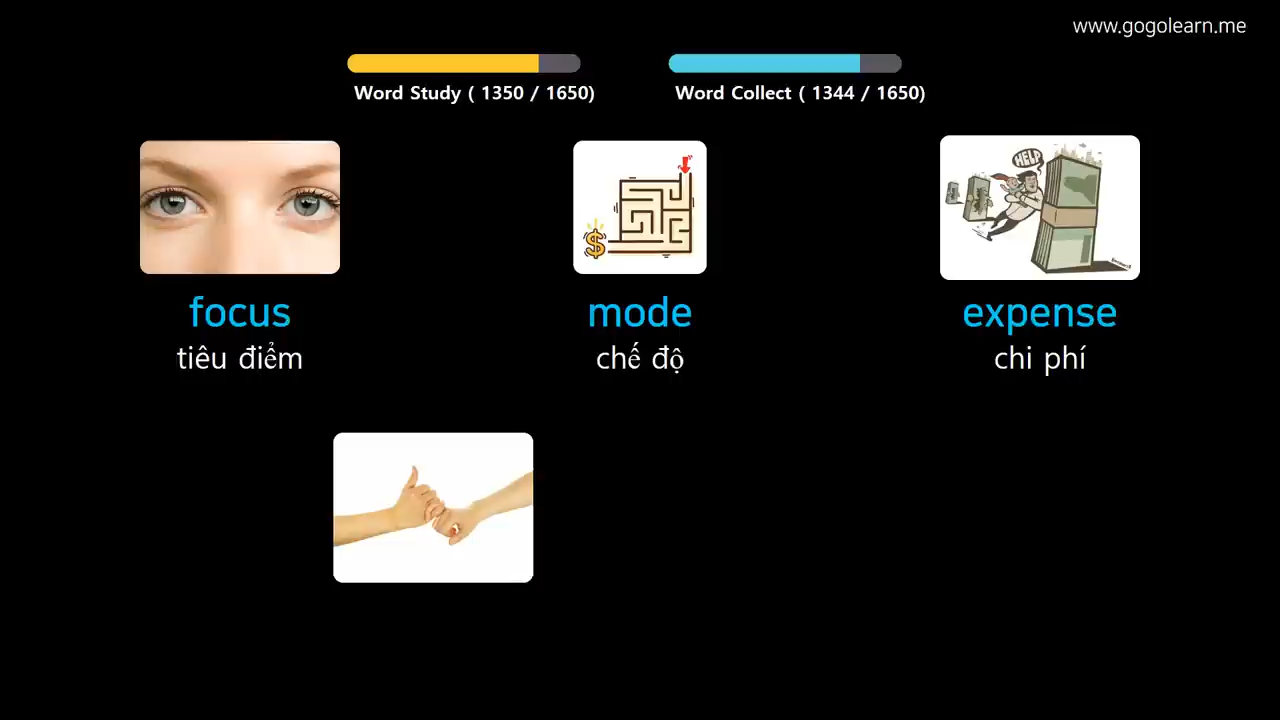 www.gogolearn.me
Word Study ( 1350 / 1650)
Word Collect ( 1344 / 1650)
HELP
$
focus
mode
expense
tiêu điểm
chế độ
chi phí